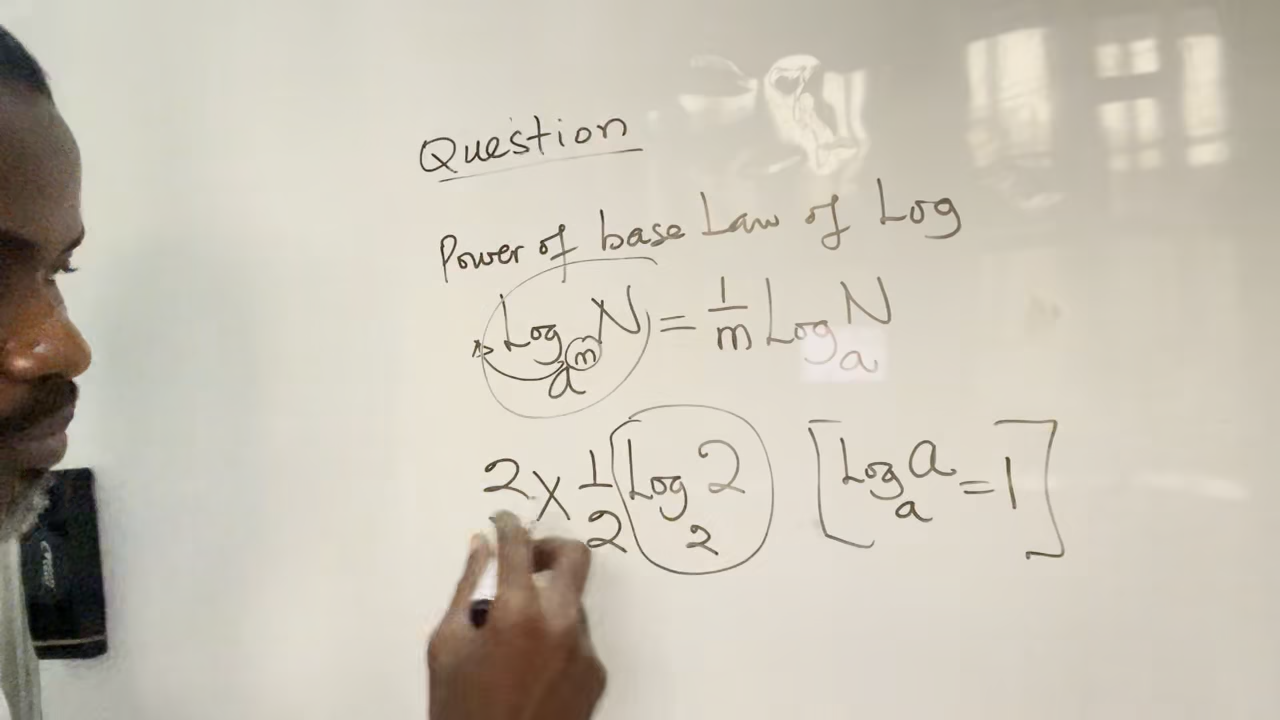 Question
Power of base Law of Log
Log_{a^m} N = 1/m Log_a N
2 × 1/2 Log_2 2 [Log_a a = 1]